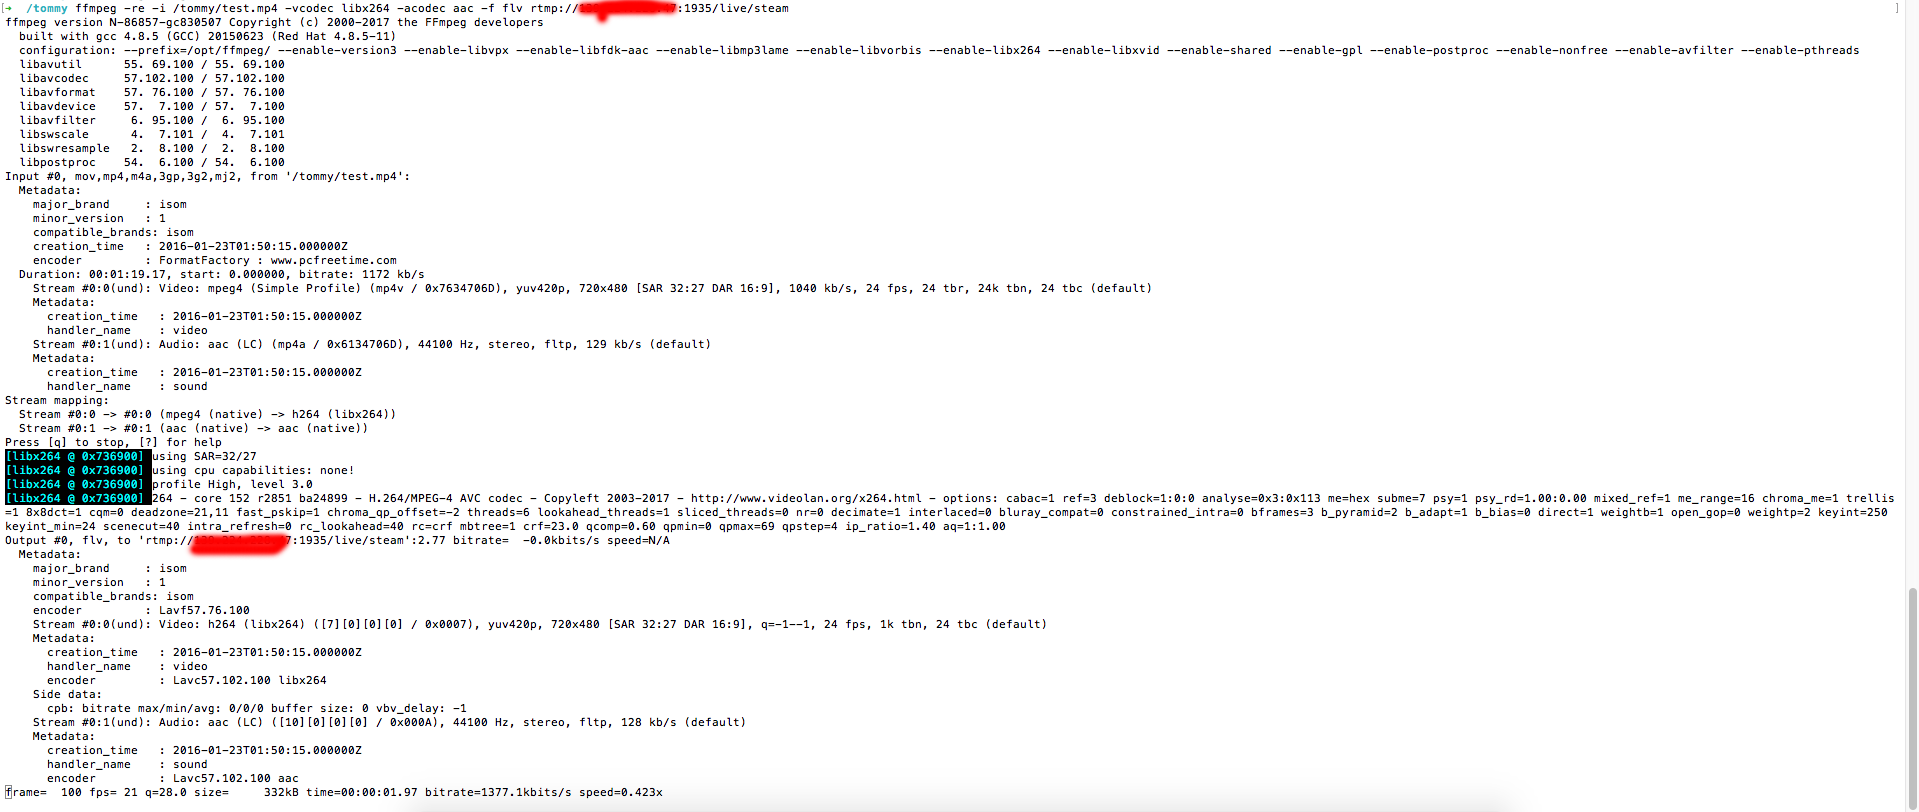 [→  /tommy ffmpeg -re -i /tommy/test.mp4 -vcodec libx264 -acodec aac -f flv rtmp://:1935/live/steam ]
ffmpeg version N-86857-gc830507 Copyright (c) 2000-2017 the FFmpeg developers
  built with gcc 4.8.5 (GCC) 20150623 (Red Hat 4.8.5-11)
  configuration: --prefix=/opt/ffmpeg/ --enable-version3 --enable-libvpx --enable-libfdk-aac --enable-libmp3lame --enable-libvorbis --enable-libx264 --enable-libxvid --enable-shared --enable-gpl --enable-postproc --enable-nonfree --enable-avfilter --enable-pthreads
  libavutil      55. 69.100 / 55. 69.100
  libavcodec     57.102.100 / 57.102.100
  libavformat    57. 76.100 / 57. 76.100
  libavdevice    57.  7.100 / 57.  7.100
  libavfilter     6. 95.100 /  6. 95.100
  libswscale      4.  7.101 /  4.  7.101
  libswresample   2.  8.100 /  2.  8.100
  libpostproc    54.  6.100 / 54.  6.100
Input #0, mov,mp4,m4a,3gp,3g2,mj2, from '/tommy/test.mp4':
  Metadata:
    major_brand     : isom
    minor_version   : 1
    compatible_brands: isom
    creation_time   : 2016-01-23T01:50:15.000000Z
    encoder         : FormatFactory : www.pcfreetime.com
  Duration: 00:01:19.17, start: 0.000000, bitrate: 1172 kb/s
    Stream #0:0(und): Video: mpeg4 (Simple Profile) (mp4v / 0x7634706D), yuv420p, 720x480 [SAR 32:27 DAR 16:9], 1040 kb/s, 24 fps, 24 tbr, 24k tbn, 24 tbc (default)
    Metadata:
      creation_time   : 2016-01-23T01:50:15.000000Z
      handler_name    : video
    Stream #0:1(und): Audio: aac (LC) (mp4a / 0x6134706D), 44100 Hz, stereo, fltp, 129 kb/s (default)
    Metadata:
      creation_time   : 2016-01-23T01:50:15.000000Z
      handler_name    : sound
Stream mapping:
  Stream #0:0 -> #0:0 (mpeg4 (native) -> h264 (libx264))
  Stream #0:1 -> #0:1 (aac (native) -> aac (native))
Press [q] to stop, [?] for help
[libx264 @ 0x736900] using SAR=32/27
[libx264 @ 0x736900] using cpu capabilities: none!
[libx264 @ 0x736900] profile High, level 3.0
[libx264 @ 0x736900] 264 - core 152 r2851 ba24899 - H.264/MPEG-4 AVC codec - Copyleft 2003-2017 - http://www.videolan.org/x264.html - options: cabac=1 ref=3 deblock=1:0:0 analyse=0x3:0x113 me=hex subme=7 psy=1 psy_rd=1.00:0.00 mixed_ref=1 me_range=16 chroma_me=1 trellis
=1 8x8dct=1 cqm=0 deadzone=21,11 fast_pskip=1 chroma_qp_offset=-2 threads=6 lookahead_threads=1 sliced_threads=0 nr=0 decimate=1 interlaced=0 bluray_compat=0 constrained_intra=0 bframes=3 b_pyramid=2 b_adapt=1 b_bias=0 direct=1 weightb=1 open_gop=0 weightp=2 keyint=250
keyint_min=24 scenecut=40 intra_refresh=0 rc_lookahead=40 rc=crf mbtree=1 crf=23.0 qcomp=0.60 qpmin=0 qpmax=69 qpstep=4 ip_ratio=1.40 aq=1:1.00
Output #0, flv, to 'rtmp://7:1935/live/steam':2.77 bitrate=  -0.0kbits/s speed=N/A
  Metadata:
    major_brand     : isom
    minor_version   : 1
    compatible_brands: isom
    encoder         : Lavf57.76.100
    Stream #0:0(und): Video: h264 (libx264) ([7][0][0][0] / 0x0007), yuv420p, 720x480 [SAR 32:27 DAR 16:9], q=-1--1, 24 fps, 1k tbn, 24 tbc (default)
    Metadata:
      creation_time   : 2016-01-23T01:50:15.000000Z
      handler_name    : video
      encoder         : Lavc57.102.100 libx264
    Side data:
      cpb: bitrate max/min/avg: 0/0/0 buffer size: 0 vbv_delay: -1
    Stream #0:1(und): Audio: aac (LC) ([10][0][0][0] / 0x000A), 44100 Hz, stereo, fltp, 128 kb/s (default)
    Metadata:
      creation_time   : 2016-01-23T01:50:15.000000Z
      handler_name    : sound
      encoder         : Lavc57.102.100 aac
frame=  100 fps= 21 q=28.0 size=     332kB time=00:00:01.97 bitrate=1377.1kbits/s speed=0.423x